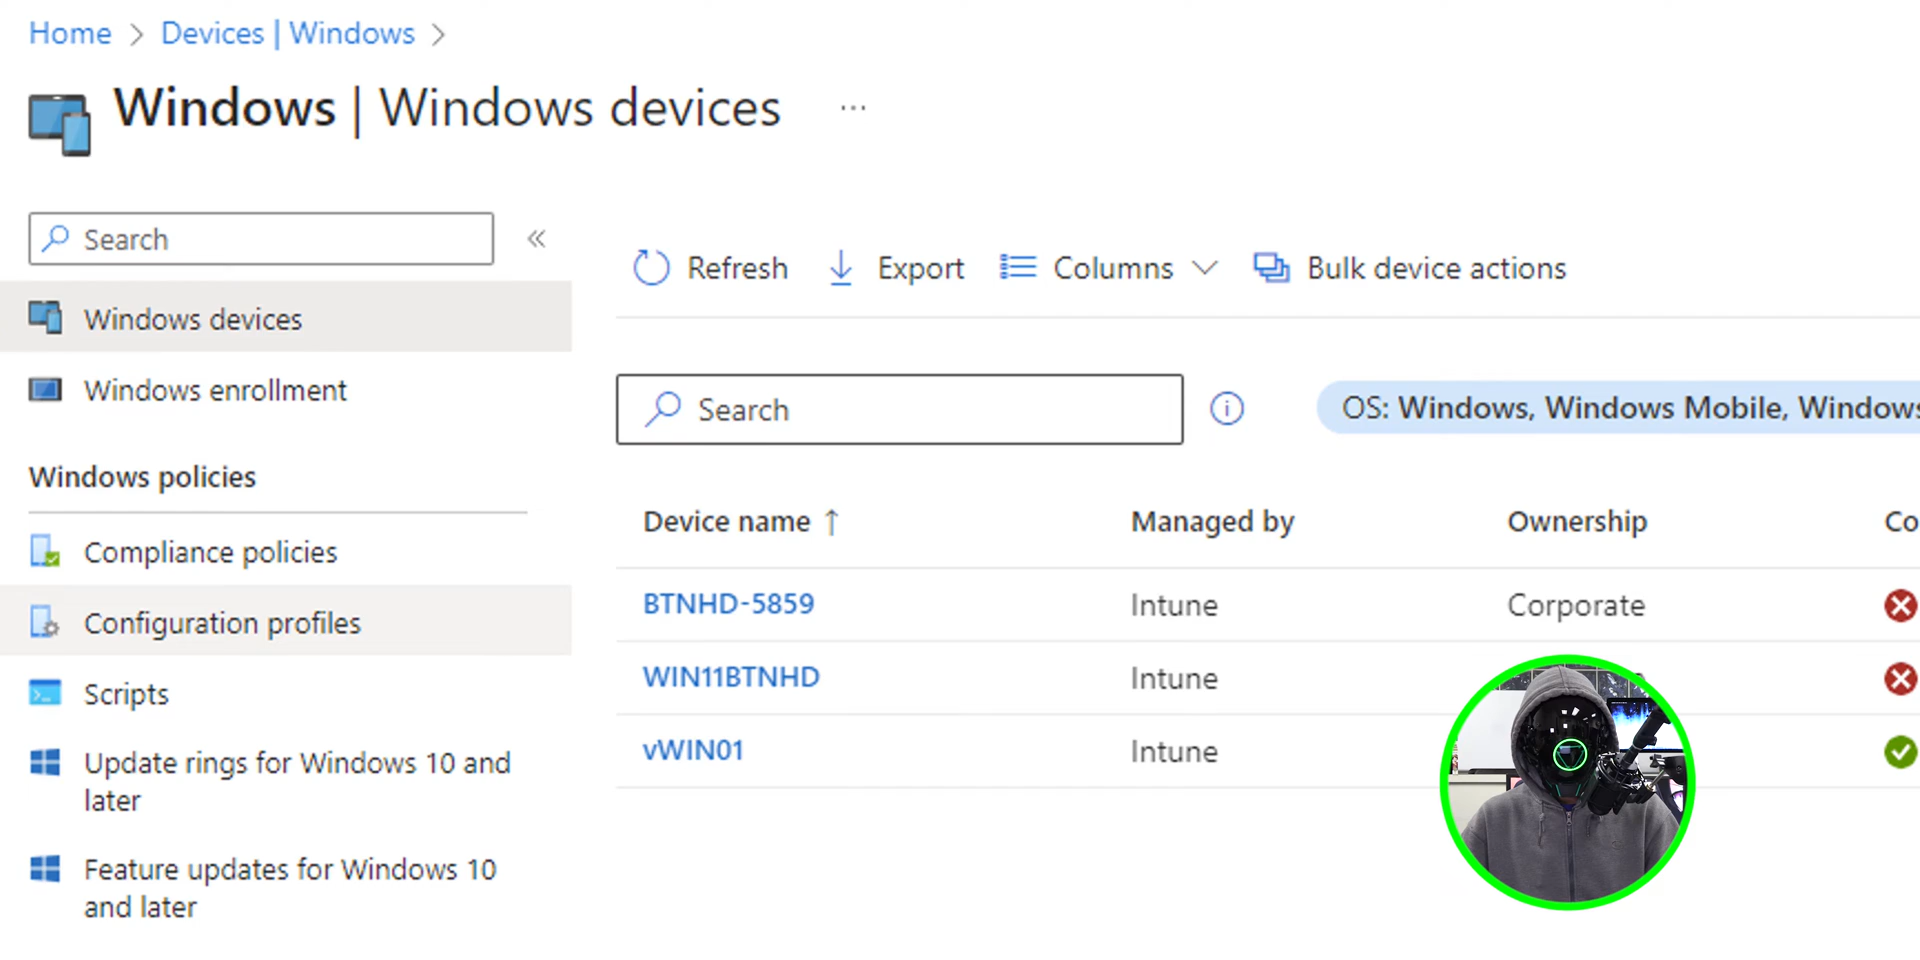 Home > Devices | Windows >
Windows | Windows devices ...
Search «
Windows devices
Windows enrollment
Windows policies
Compliance policies
Configuration profiles
Scripts
Update rings for Windows 10 and
later
Feature updates for Windows 10
and later
Refresh Export Columns Bulk device actions
Search OS: Windows, Windows Mobile, Windows
Device name ↑ Managed by Ownership Co
BTNHD-5859 Intune Corporate
WIN11BTNHD Intune
vWIN01 Intune